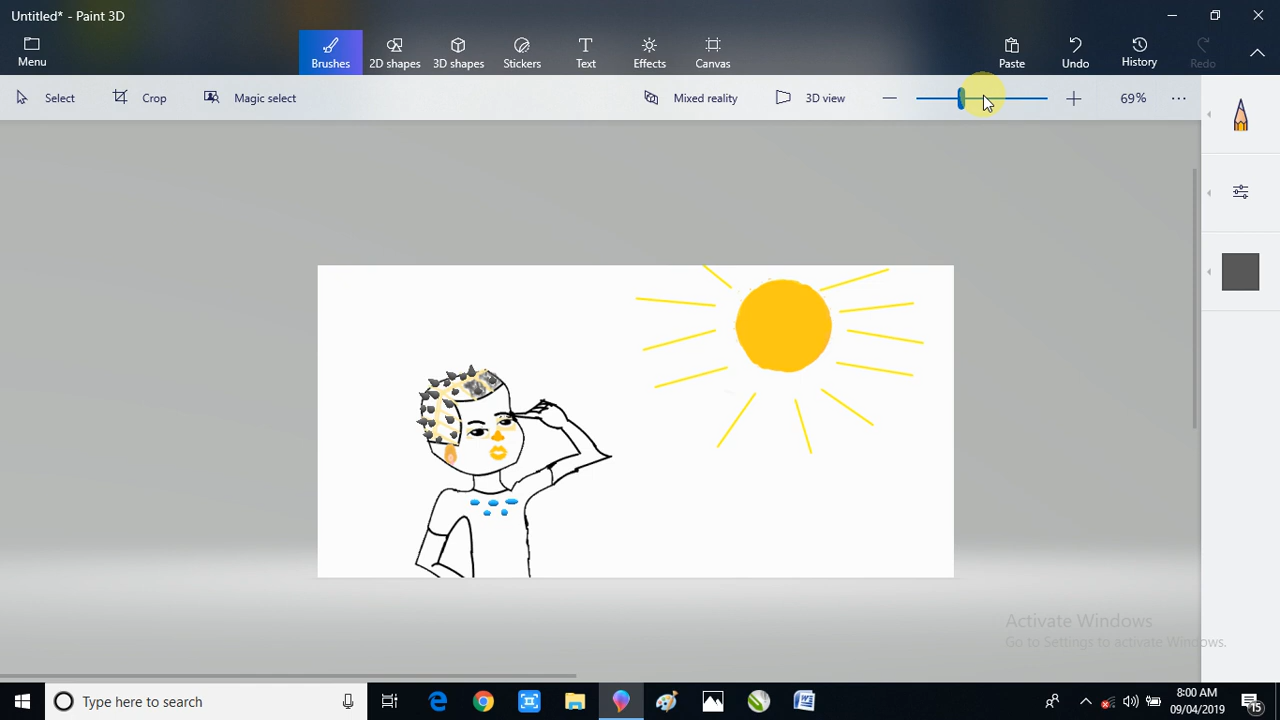 Untitled* - Paint 3D
Menu
Brushes
2D shapes
3D shapes
Stickers
Text
Effects
Canvas
Paste
Undo
History
Redo
Select
Crop
Magic select
Mixed reality
3D view
69%
Activate Windows
Go to Settings to activate Windows.
Type here to search
8:00 AM
09/04/2019
15